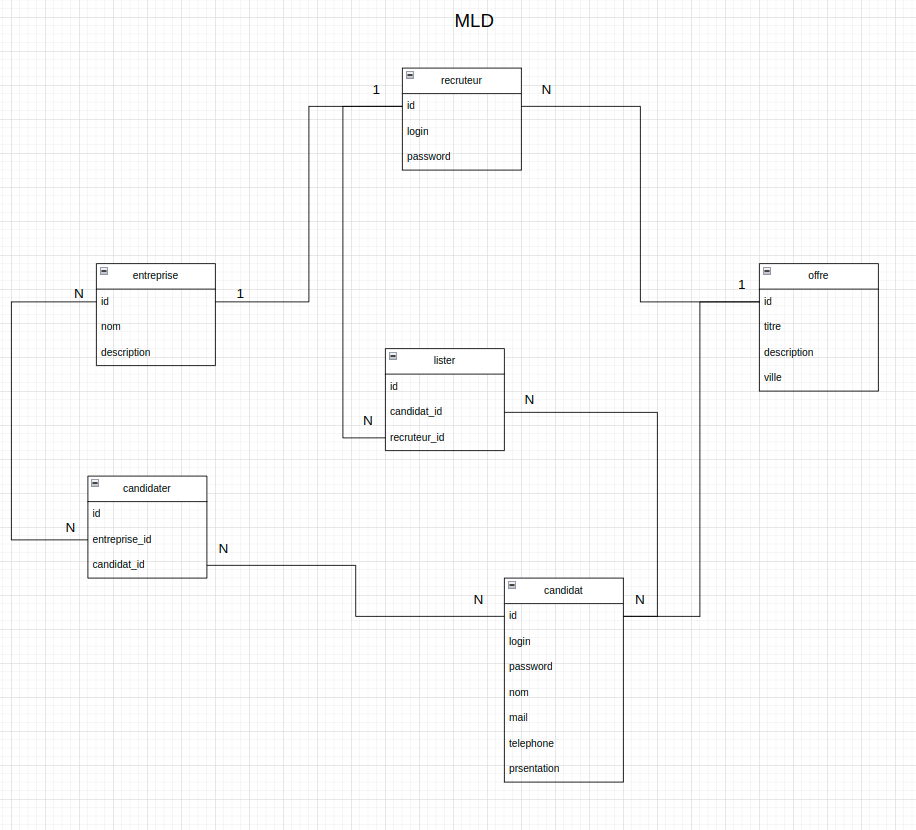 MLD
recruteur
id
login
password
1
N
entreprise
id
nom
description
N
1
offre
id
titre
description
ville
1
lister
id
candidat_id
recruteur_id
N
N
candidater
id
entreprise_id
candidat_id
N
N
candidat
id
login
password
nom
mail
telephone
prsentation
N
N